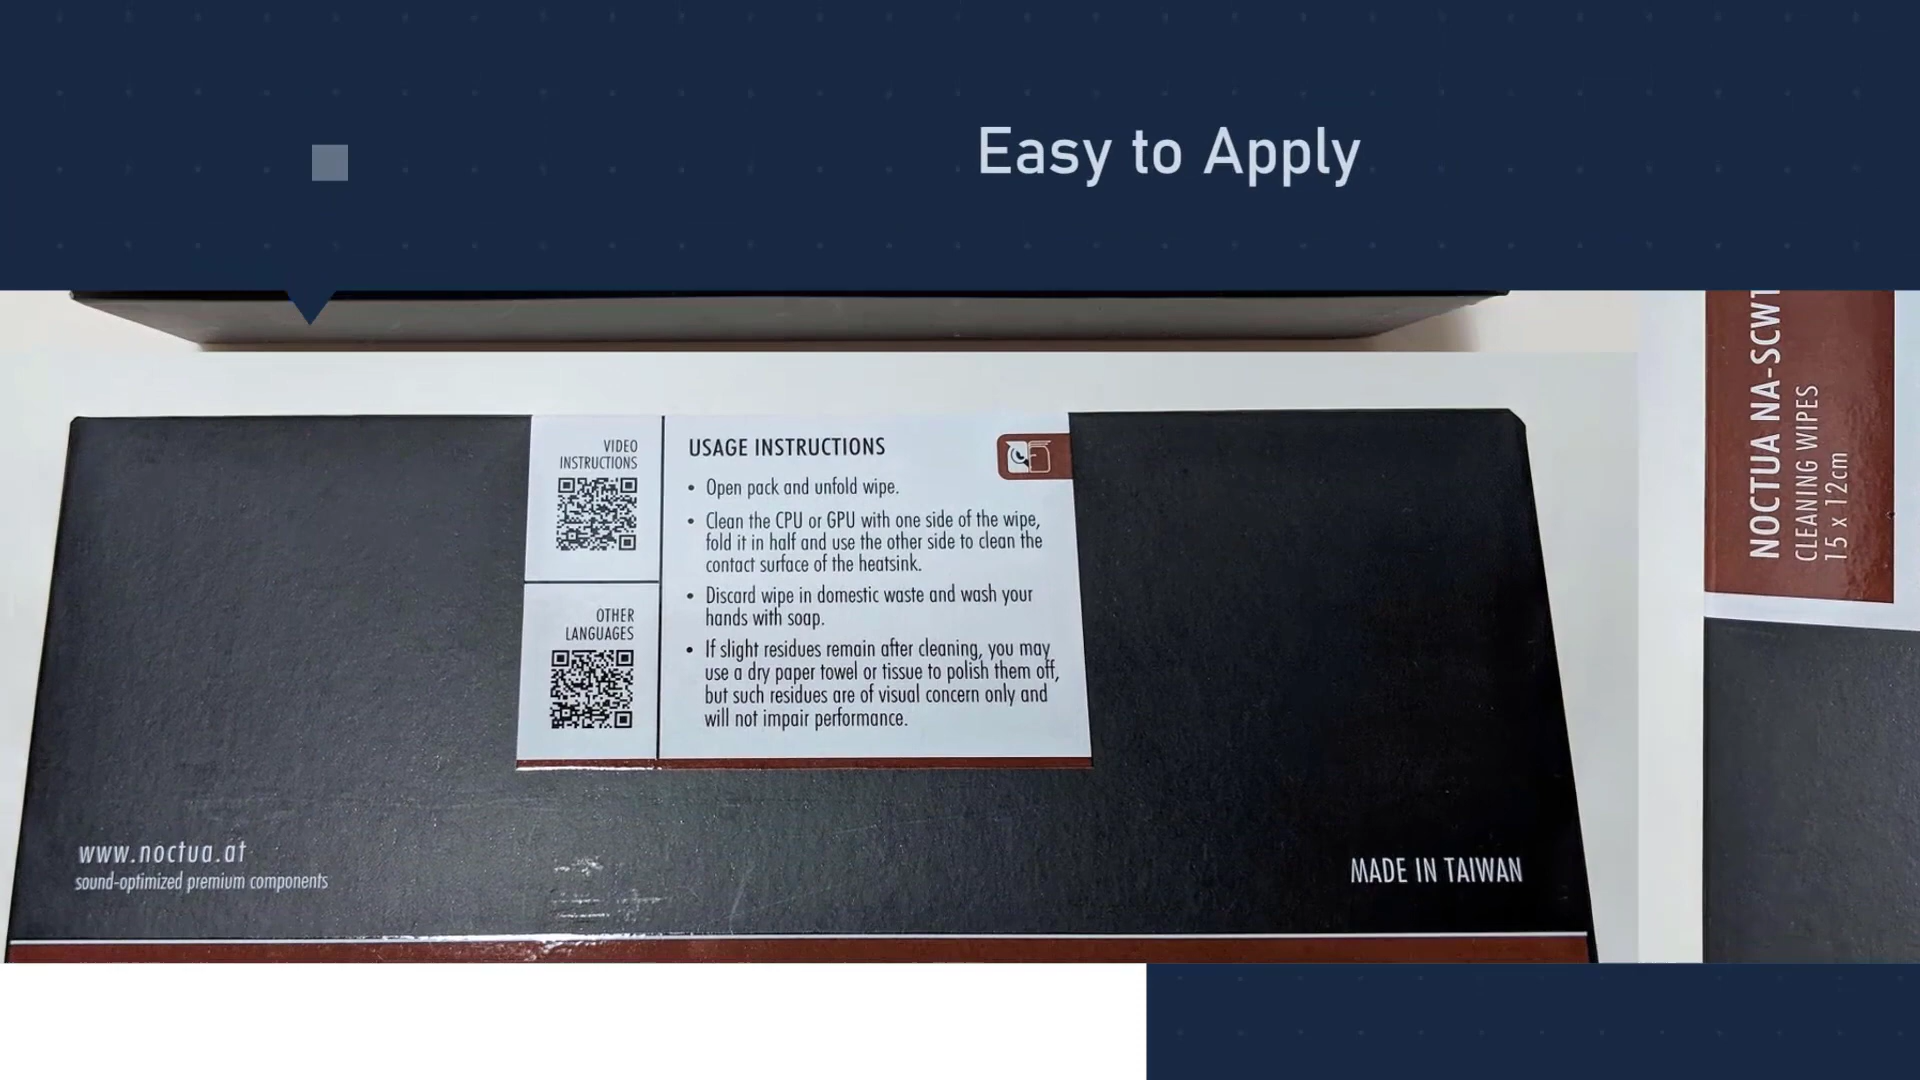 Easy to Apply
VIDEO
INSTRUCTIONS
OTHER
LANGUAGES
USAGE INSTRUCTIONS
• Open pack and unfold wipe.
• Clean the CPU or GPU with one side of the wipe,
fold it in half and use the other side to clean the
contact surface of the heatsink.
• Discard wipe in domestic waste and wash your
hands with soap.
• If slight residues remain after cleaning, you may
use a dry paper towel or tissue to polish them off,
but such residues are of visual concern only and
will not impair performance.
www.noctua.at
sound-optimized premium components
MADE IN TAIWAN
NOCTUA NA-SCW1
CLEANING WIPES
15 x 12cm